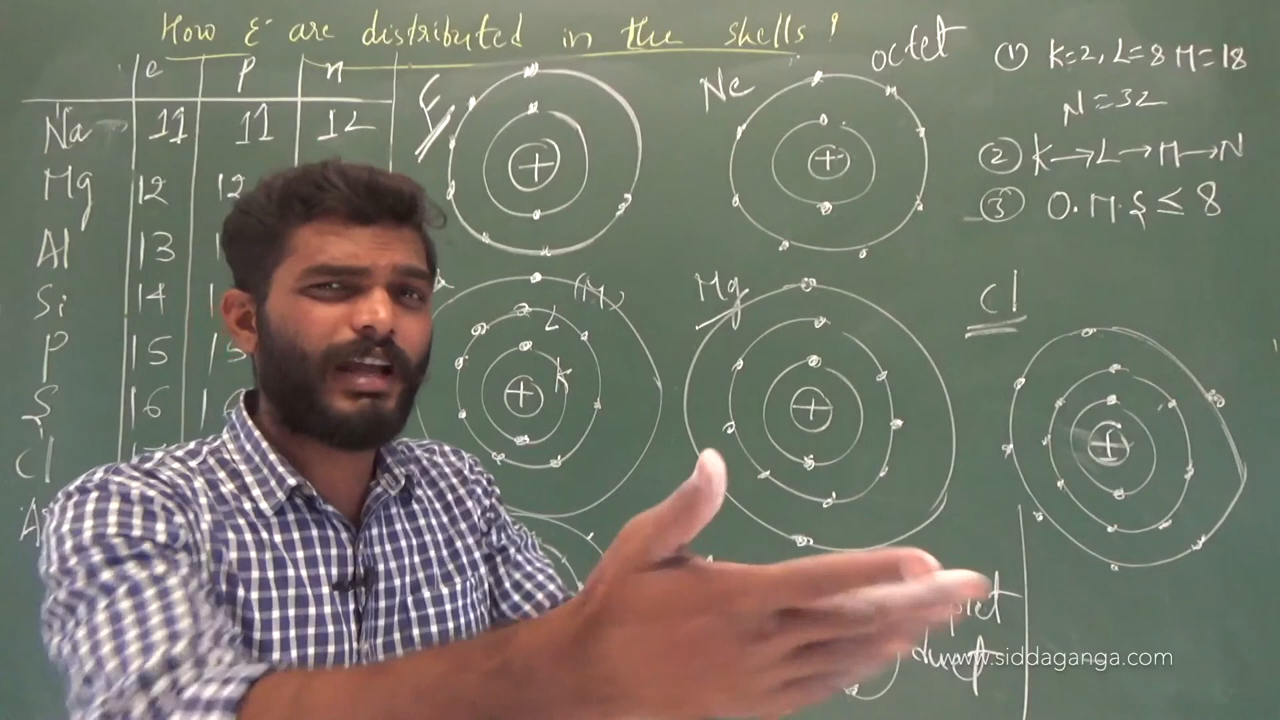 How e⁻ are distributed in the shells?
e p n
Na 11 11 12
Mg 12 12
Al 13
Si 14
P 15 15
S 16
Cl
F
Ne
octet
(M)
L
K
Mg
① K=2, L=8 M=18
N=32
② K→L→M→N
③ O.M.S ≤ 8
Cl
+
+
+
+
+
www.siddaganga.com